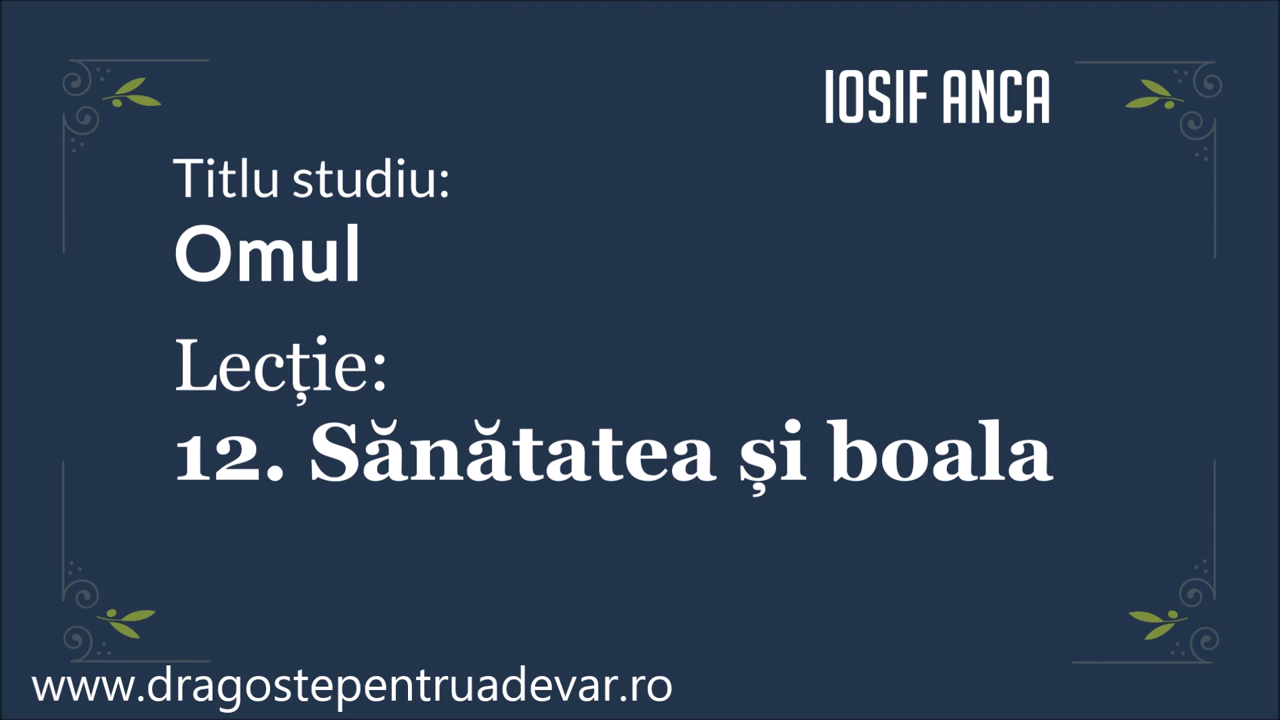 IOSIF ANCA
Titlu studiu:
Omul
Lecție:
12. Sănătatea și boala
www.dragostepentruadevar.ro